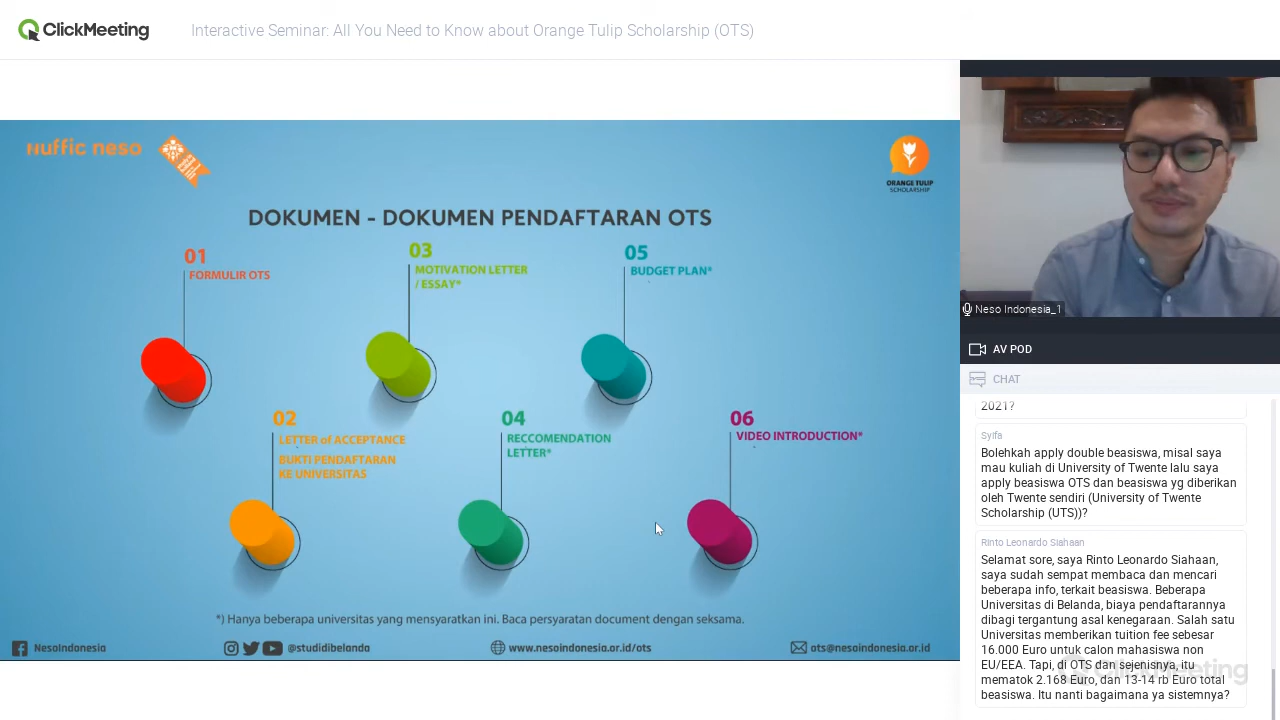 ClickMeeting
Interactive Seminar: All You Need to Know about Orange Tulip Scholarship (OTS)
nuffic neso
ORANGE TULIP
SCHOLARSHIP
DOKUMEN - DOKUMEN PENDAFTARAN OTS
01
FORMULIR OTS
03
MOTIVATION LETTER
/ ESSAY*
05
BUDGET PLAN*
02
LETTER of ACCEPTANCE
BUKTI PENDAFTARAN
KE UNIVERSITAS
04
RECCOMENDATION
LETTER*
06
VIDEO INTRODUCTION*
*) Hanya beberapa universitas yang mensyaratkan ini. Baca persyaratan document dengan seksama.
NesoIndonesia
@studidibelanda
www.nesoindonesia.or.id/ots
ots@nesoindonesia.or.id
Neso Indonesia_1
AV POD
CHAT
2021?
Syifa
Bolehkah apply double beasiswa, misal saya
mau kuliah di University of Twente lalu saya
apply beasiswa OTS dan beasiswa yg diberikan
oleh Twente sendiri (University of Twente
Scholarship (UTS))?
Rinto Leonardo Siahaan
Selamat sore, saya Rinto Leonardo Siahaan,
saya sudah sempat membaca dan mencari
beberapa info, terkait beasiswa. Beberapa
Universitas di Belanda, biaya pendaftarannya
dibagi tergantung asal kenegaraan. Salah satu
Universitas memberikan tuition fee sebesar
16.000 Euro untuk calon mahasiswa non
EU/EEA. Tapi, di OTS dan sejenisnya, itu
mematok 2.168 Euro, dan 13-14 rb Euro total
beasiswa. Itu nanti bagaimana ya sistemnya?
ClickMeeting